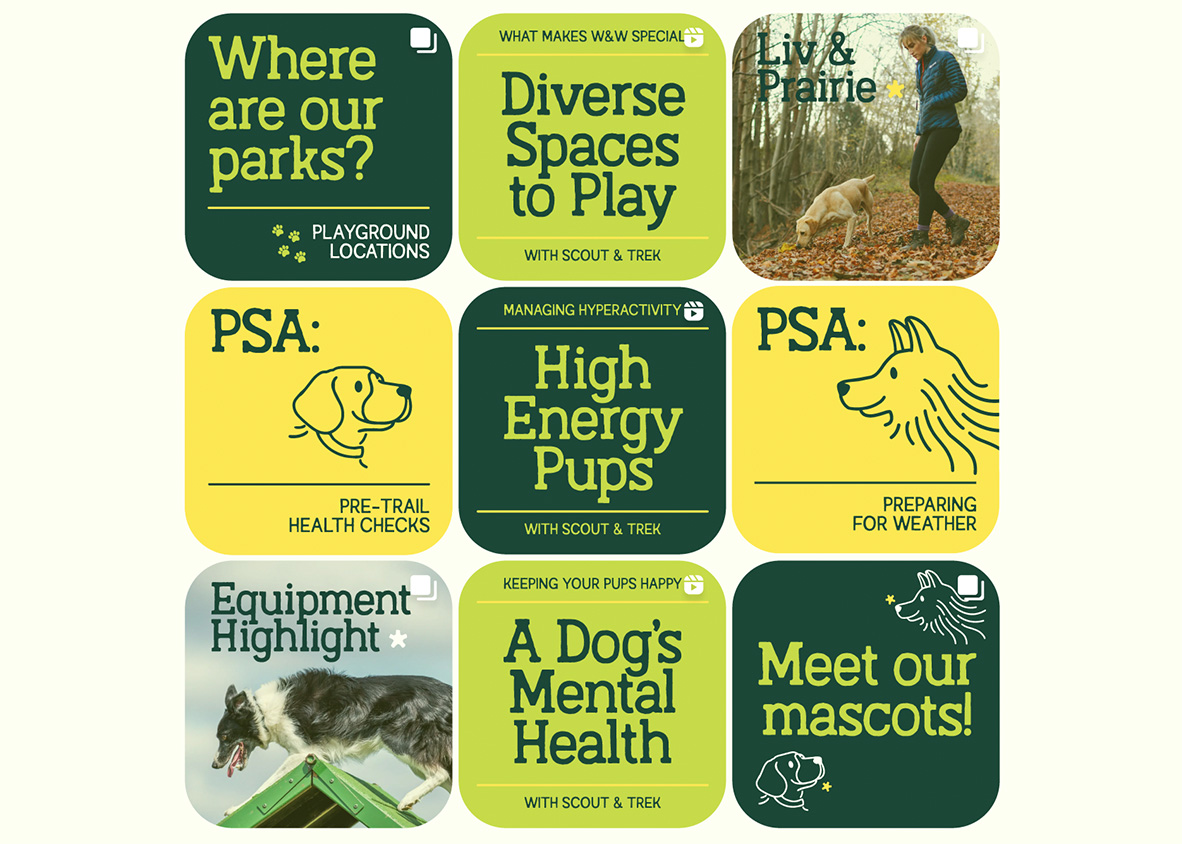 Where
are our
parks?
PLAYGROUND
LOCATIONS
WHAT MAKES W&W SPECIAL
Diverse
Spaces
to Play
WITH SCOUT & TREK
Liv &
Prairie
PSA:
PRE-TRAIL
HEALTH CHECKS
MANAGING HYPERACTIVITY
High
Energy
Pups
WITH SCOUT & TREK
PSA:
PREPARING
FOR WEATHER
Equipment
Highlight
KEEPING YOUR PUPS HAPPY
A Dog's
Mental
Health
WITH SCOUT & TREK
Meet our
mascots!